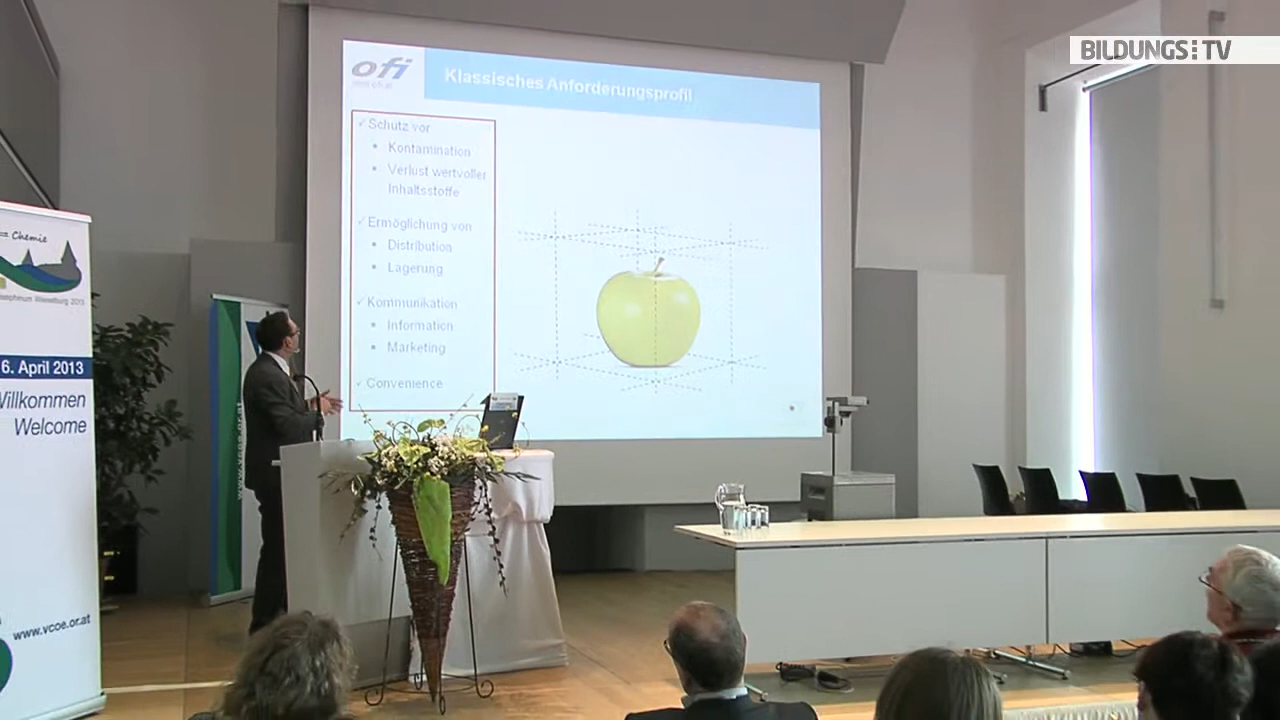 BILDUNGS TV
ofi
Klassisches Anforderungsprofil
Schutz vor
Kontamination
Verlust wertvoller
Inhaltsstoffe
Ermöglichung von
Distribution
Lagerung
Kommunikation
Information
Marketing
Convenience
= Chemie
6. April 2013
Willkommen
Welcome
www.vcoe.or.at